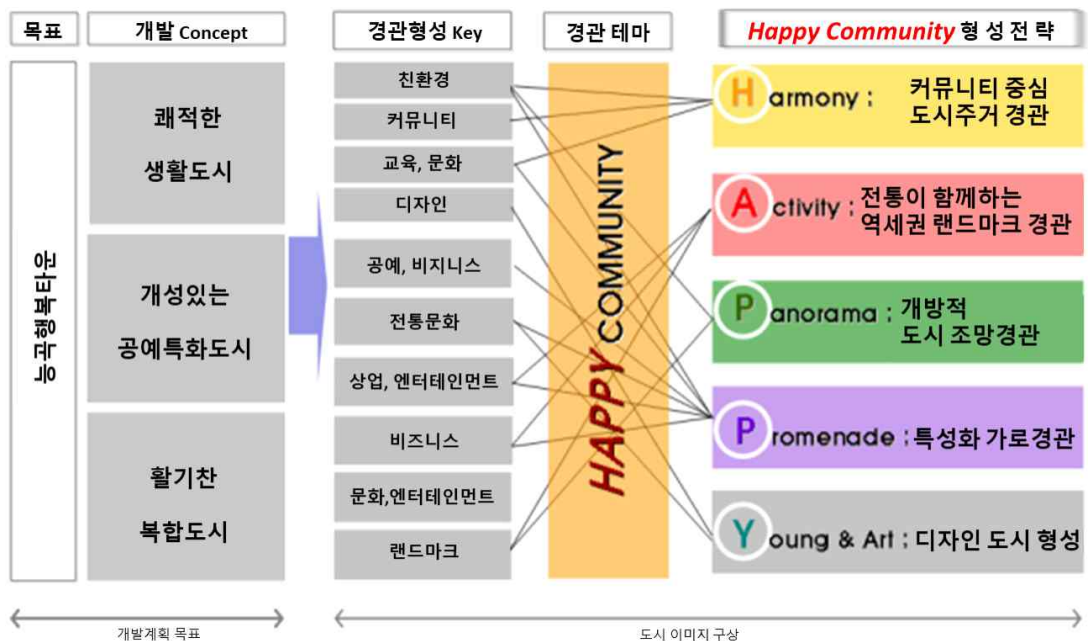 목표
개발 Concept
경관형성 Key
경관 테마
Happy Community 형성전략
능곡행복타운
쾌적한
생활도시
개성있는
공예특화도시
활기찬
복합도시
친환경
커뮤니티
교육, 문화
디자인
공예, 비지니스
전통문화
상업, 엔터테인먼트
비즈니스
문화,엔터테인먼트
랜드마크
HAPPY COMMUNITY
Harmony : 커뮤니티 중심
도시주거 경관
Activity : 전통이 함께하는
역세권 랜드마크 경관
Panorama : 개방적
도시 조망경관
Promenade : 특성화 가로경관
Young & Art : 디자인 도시 형성
개발계획 목표
도시 이미지 구상